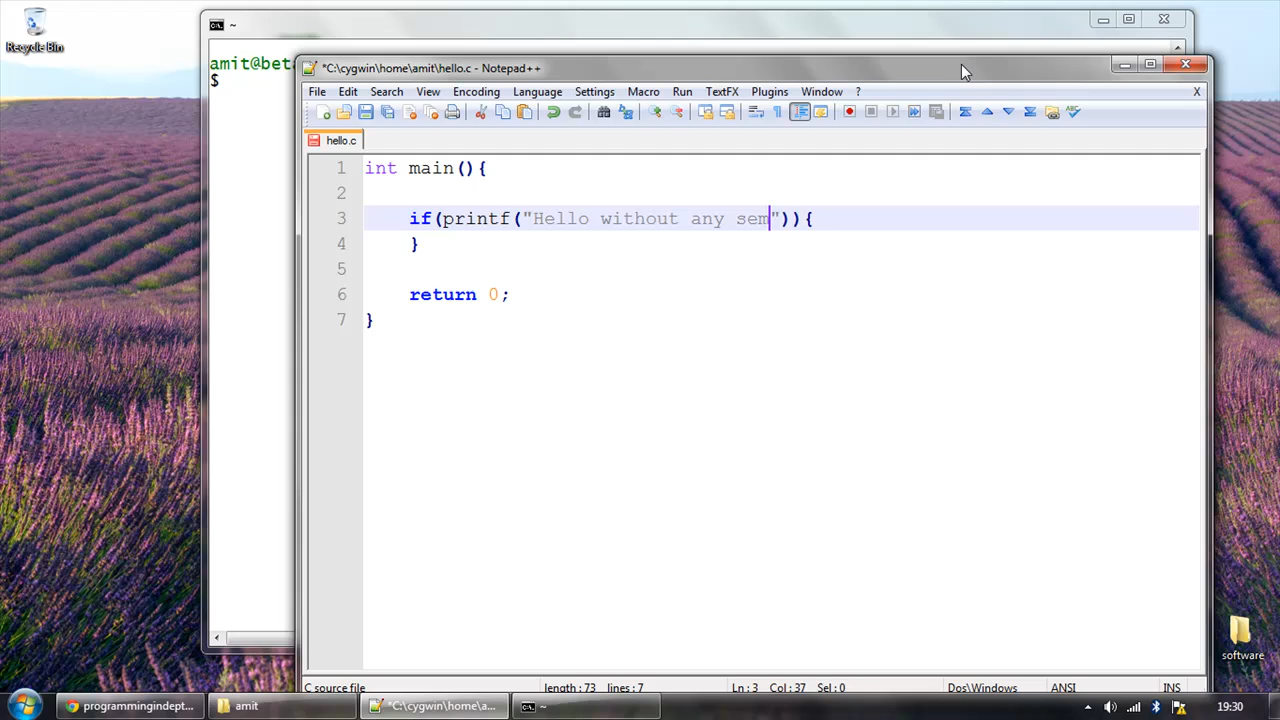 Recycle Bin
~
amit@bet
$
*C:\cygwin\home\amit\hello.c - Notepad++
File Edit Search View Encoding Language Settings Macro Run TextFX Plugins Window ? X
hello.c
1 int main(){
2
3 if(printf("Hello without any sem")){
4 }
5
6 return 0;
7 }
software
C source file length : 73 lines : 7 Ln : 3 Col : 37 Sel : 0 Dos\Windows ANSI INS
programmingindept... amit *C:\cygwin\home\a... ~ 19:30